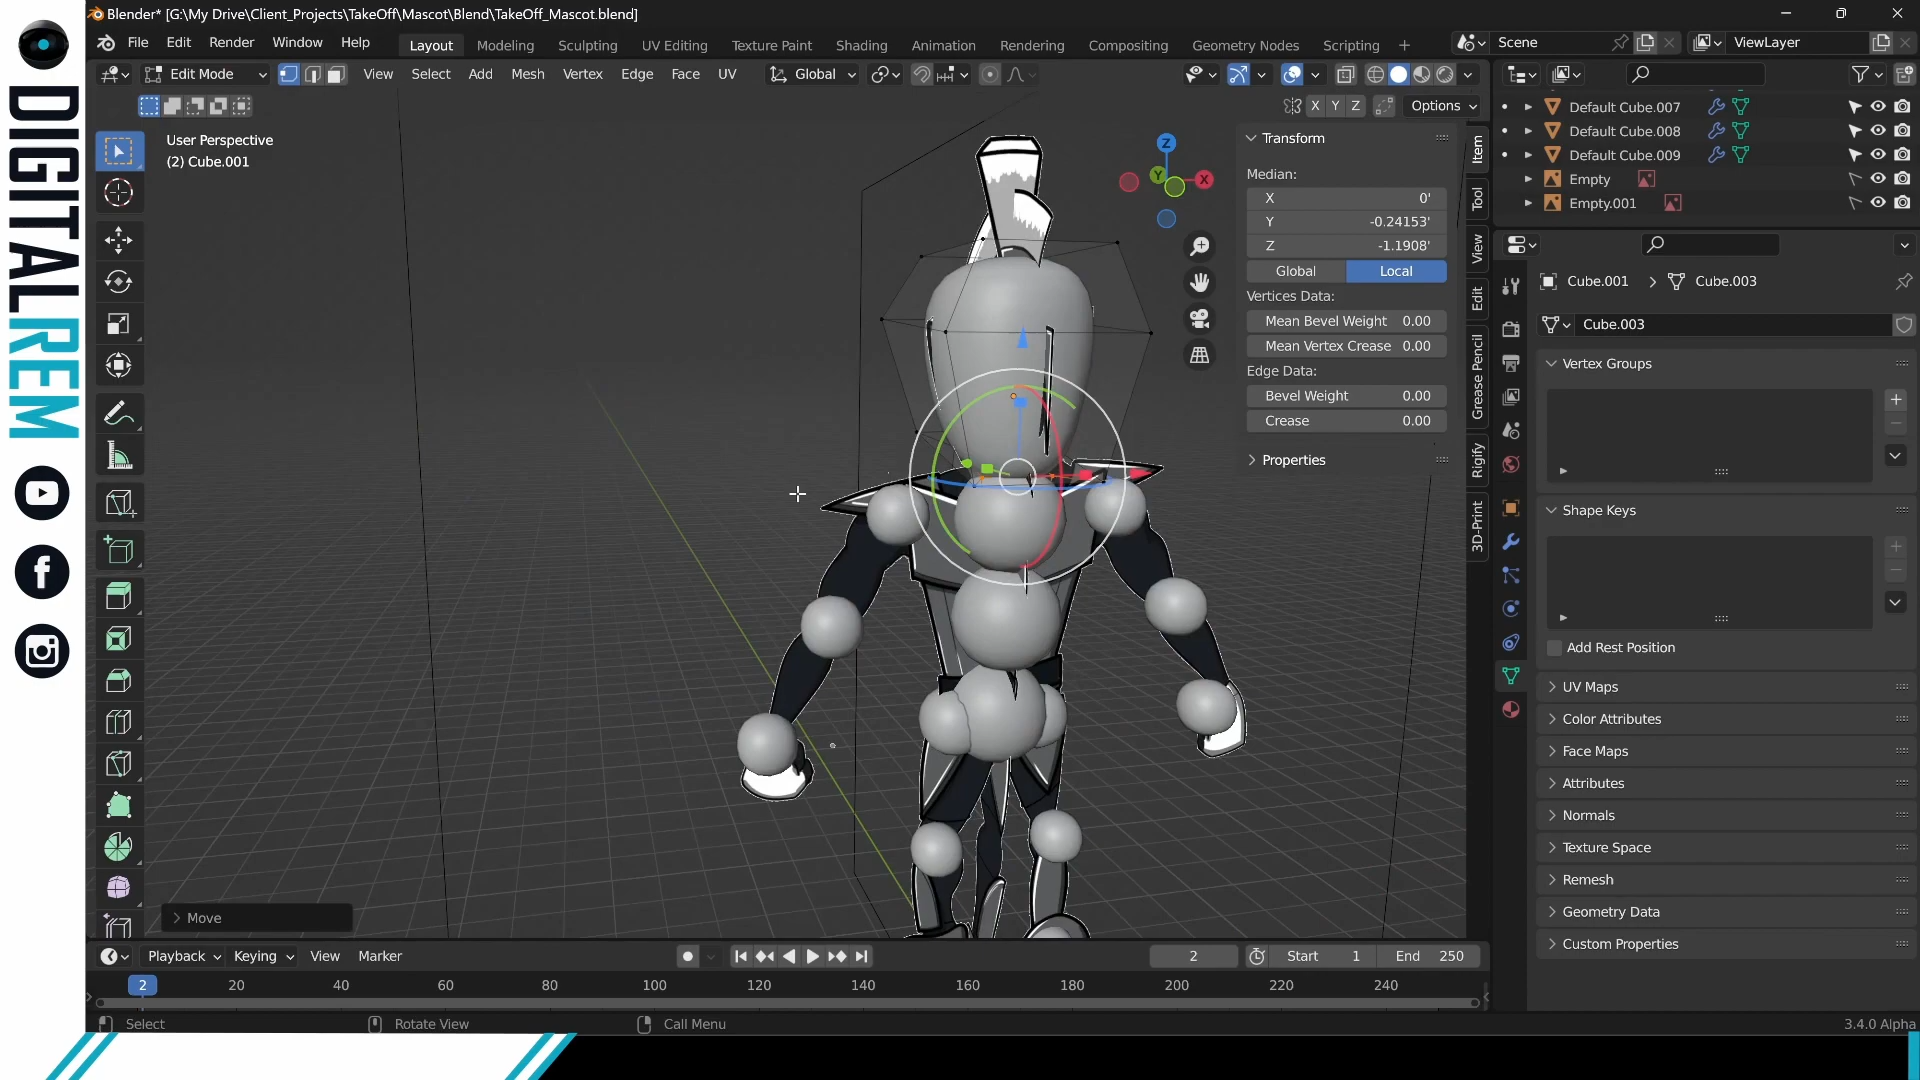 Blender* [G:\My Drive\Client_Projects\TakeOff\Mascot\Blend\TakeOff_Mascot.blend]
File Edit Render Window Help
Layout Modeling Sculpting UV Editing Texture Paint Shading Animation Rendering Compositing Geometry Nodes Scripting +
Scene
ViewLayer
Edit Mode
View Select Add Mesh Vertex Edge Face UV
Global
X Y Z
Options
User Perspective
(2) Cube.001
Z
Y
X
Transform
Median:
X 0'
Y -0.24153'
Z -1.1908'
Global Local
Vertices Data:
Mean Bevel Weight 0.00
Mean Vertex Crease 0.00
Edge Data:
Bevel Weight 0.00
Crease 0.00
Properties
Item
Tool
View
Edit
Grease Pencil
Rigify
3D-Print
Default Cube.007
Default Cube.008
Default Cube.009
Empty
Empty.001
Cube.001 > Cube.003
Cube.003
Vertex Groups
Shape Keys
Add Rest Position
UV Maps
Color Attributes
Face Maps
Attributes
Normals
Texture Space
Remesh
Geometry Data
Custom Properties
Move
Playback Keying View Marker
2
Start 1
End 250
2 20 40 60 80 100 120 140 160 180 200 220 240
Select Rotate View Call Menu
3.4.0 Alpha
DIGITALREM